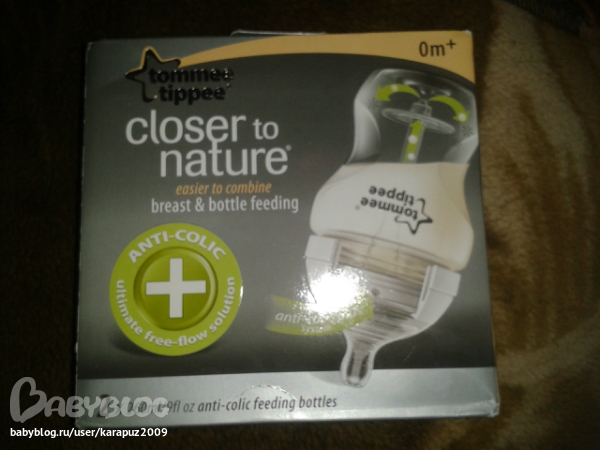 0m+
tommee
tippee
closer to
nature®
easier to combine
breast & bottle feeding
tommee
tippee
ANTI-COLIC
ultimate free-flow solution
anti-
9fl oz anti-colic feeding bottles
BABYBLOG
babyblog.ru/user/karapuz2009